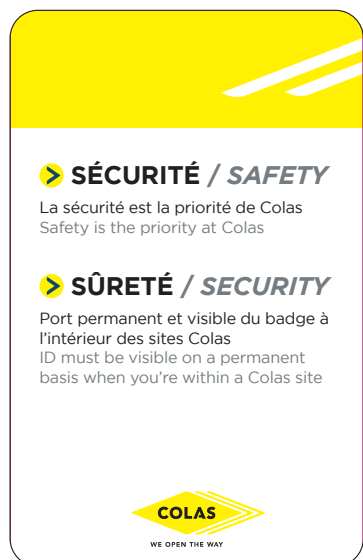 SÉCURITÉ / SAFETY
La sécurité est la priorité de Colas
Safety is the priority at Colas
SÛRETÉ / SECURITY
Port permanent et visible du badge à
l'intérieur des sites Colas
ID must be visible on a permanent
basis when you're within a Colas site
COLAS
WE OPEN THE WAY